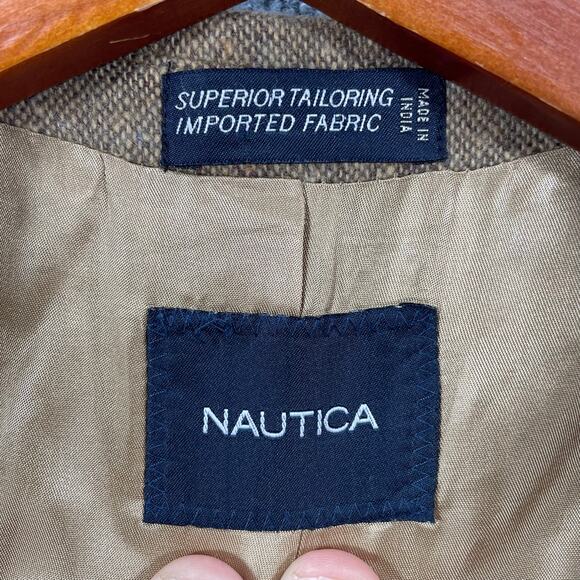 SUPERIOR TAILORING
IMPORTED FABRIC
MADE IN
INDIA
NAUTICA